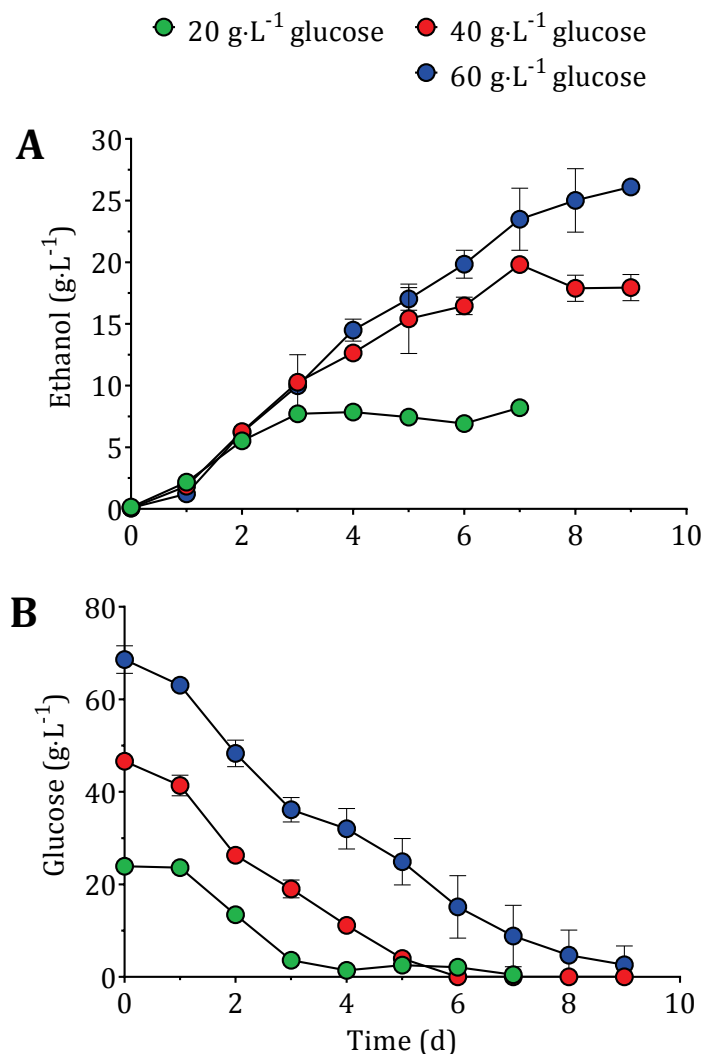 20 g·L⁻¹ glucose
40 g·L⁻¹ glucose
60 g·L⁻¹ glucose
A
30
25
20
15
10
5
0
Ethanol (g·L⁻¹)
0 2 4 6 8 10
B
80
60
40
20
0
Glucose (g·L⁻¹)
0 2 4 6 8 10
Time (d)